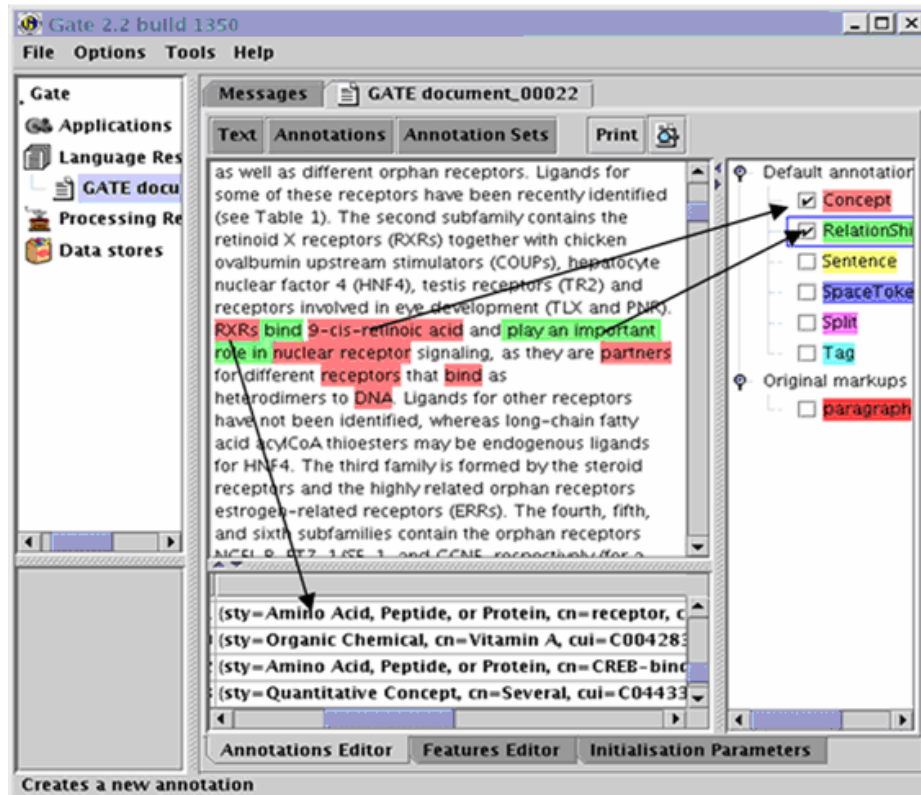 Gate 2.2 build 1350
File Options Tools Help
Gate
Applications
Language Res
GATE docu
Processing Re
Data stores
Messages GATE document_00022
Text Annotations Annotation Sets Print
as well as different orphan receptors. Ligands for
some of these receptors have been recently identified
(see Table 1). The second subfamily contains the
retinoid X receptors (RXRs) together with chicken
ovalbumin upstream stimulators (COUPs), hepatocyte
nuclear factor 4 (HNF4), testis receptors (TR2) and
receptors involved in eye development (TLX and PNR).
RXRs bind 9-cis-retinoic acid and play an important
role in nuclear receptor signaling, as they are partners
for different receptors that bind as
heterodimers to DNA. Ligands for other receptors
have not been identified, whereas long-chain fatty
acid acylCoA thioesters may be endogenous ligands
for HNF4. The third family is formed by the steroid
receptors and the highly related orphan receptors
estrogen-related receptors (ERRs). The fourth, fifth,
and sixth subfamilies contain the orphan receptors
and respectively (for a
Default annotation
Concept
RelationShi
Sentence
SpaceToke
Split
Tag
Original markups
paragraph
(sty=Amino Acid, Peptide, or Protein, cn=receptor, c
(sty=Organic Chemical, cn=Vitamin A, cui=C004283
(sty=Amino Acid, Peptide, or Protein, cn=CREB-bind
(sty=Quantitative Concept, cn=Several, cui=C04433
Annotations Editor Features Editor Initialisation Parameters
Creates a new annotation